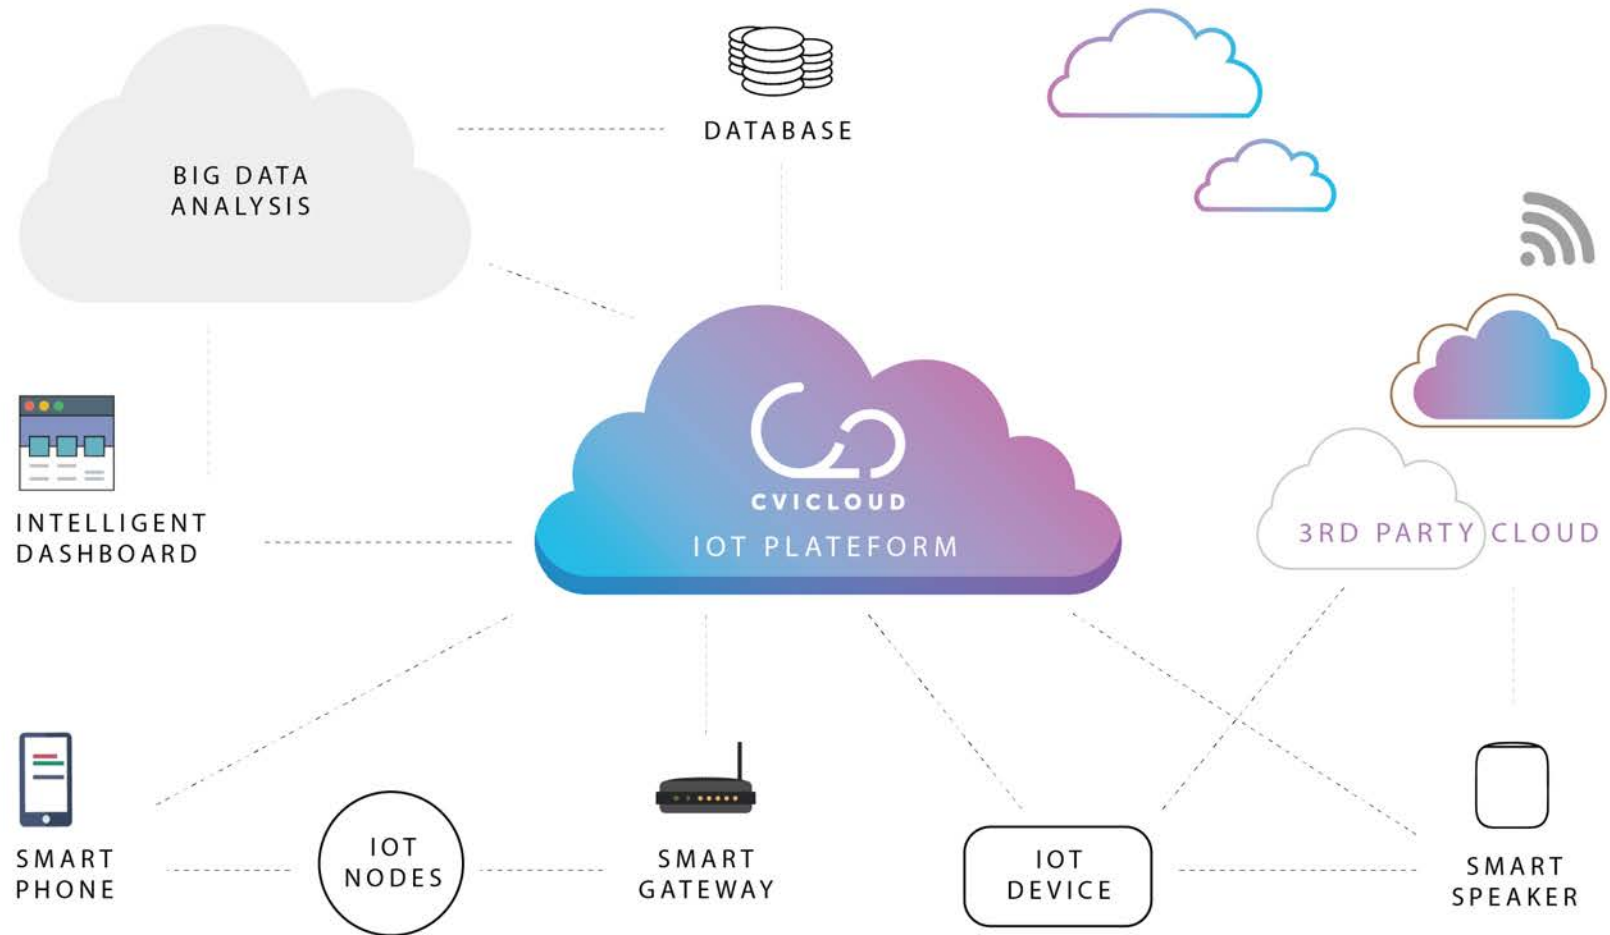 DATABASE
BIG DATA
ANALYSIS
CVICLOUD
IOT PLATEFORM
INTELLIGENT
DASHBOARD
3RD PARTY CLOUD
SMART
PHONE
IOT
NODES
SMART
GATEWAY
IOT
DEVICE
SMART
SPEAKER